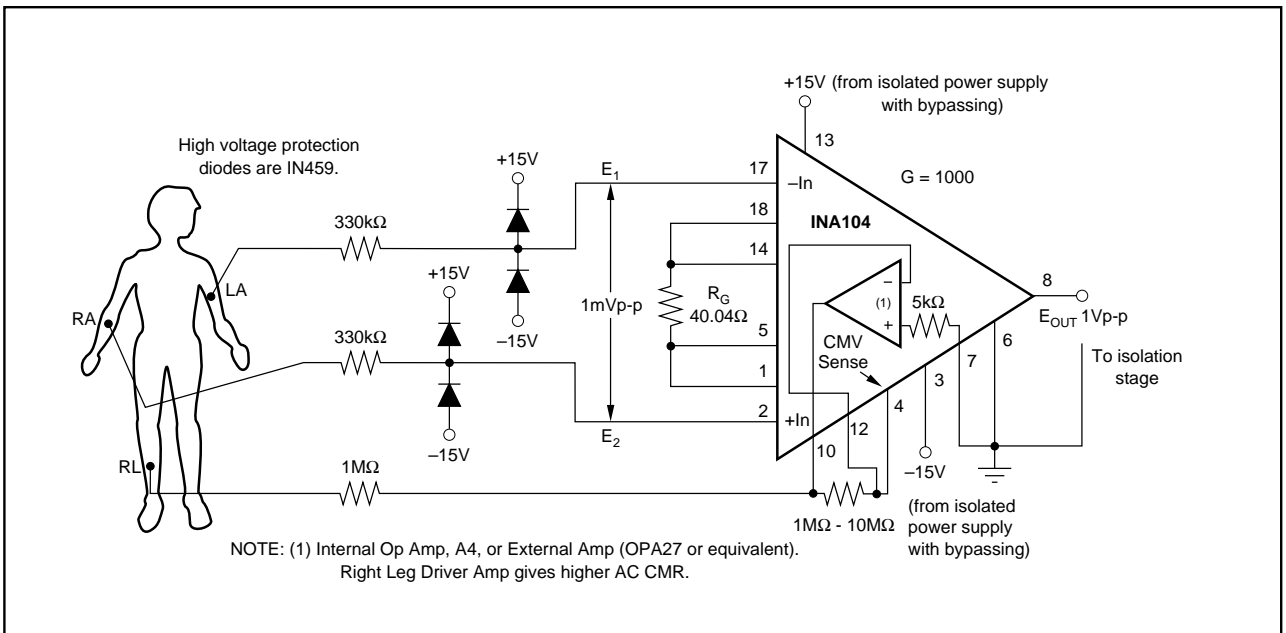 +15V (from isolated power supply
with bypassing)
13
High voltage protection
diodes are IN459.
+15V
E1
17
–In
G = 1000
330kΩ
18
INA104
14
LA
+15V
1mVp-p
RG
40.04Ω
–
(1)
+
5kΩ
8
EOUT 1Vp-p
RA
330kΩ
–15V
5
CMV
Sense
6
To isolation
stage
1
7
3
2
+In
4
E2
12
–15V
10
–15V
RL
1MΩ
1MΩ - 10MΩ
(from isolated
power supply
with bypassing)
NOTE: (1) Internal Op Amp, A4, or External Amp (OPA27 or equivalent).
Right Leg Driver Amp gives higher AC CMR.